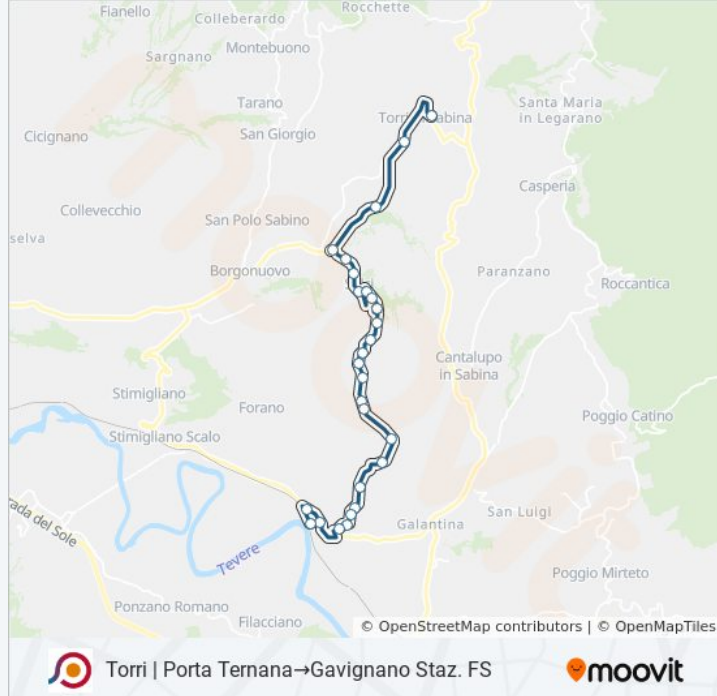 Fianello
Rocchette
Colleberardo
Montebuono
Sargnano
Tarano
Santa Maria
in Legarano
Cicignano
San Giorgio
Casperia
Collevecchio
San Polo Sabino
selva
Borgonuovo
Paranzano
Roccantica
Cantalupo
in Sabina
Stimigliano
Forano
Poggio Catino
Stimigliano Scalo
rada del Sole
San Luigi
Galantina
Tevere
Poggio Mirteto
Ponzano Romano
Filacciano
© OpenStreetMap contributors | © OpenMapTiles
Torri | Porta Ternana→Gavignano Staz. FS
moovit